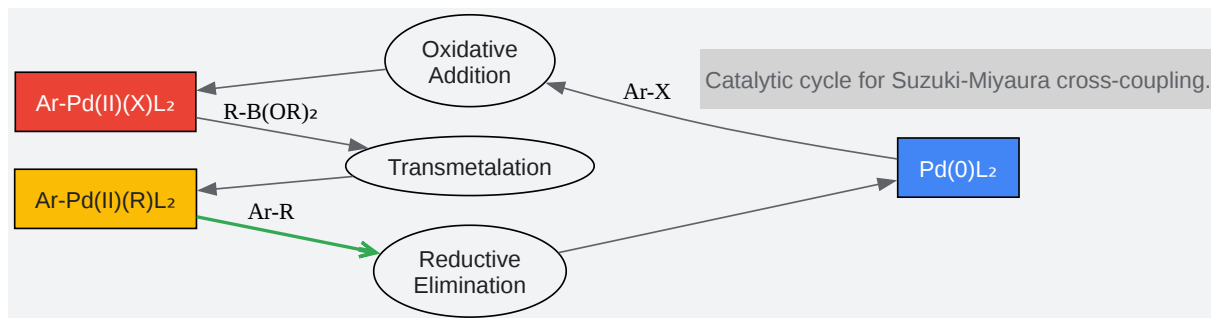 Oxidative
Addition
Catalytic cycle for Suzuki-Miyaura cross-coupling.
Ar-X
Ar-Pd(II)(X)L₂
R-B(OR)₂
Transmetalation
Pd(0)L₂
Ar-Pd(II)(R)L₂
Ar-R
Reductive
Elimination